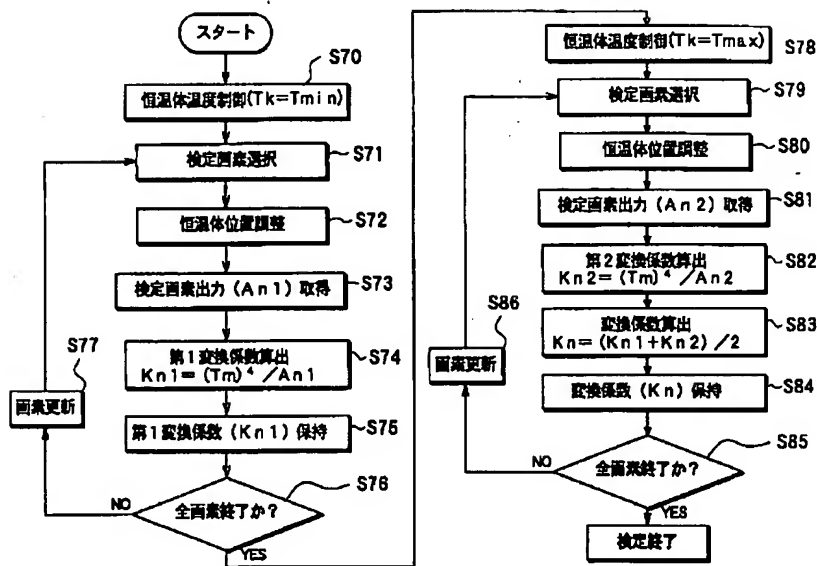 スタート
S70
恒温体温度制御(Tk=Tmin)
S71
検定画素選択
S72
恒温体位置調整
S73
検定画素出力(An1)取得
S74
第1変換係数算出
Kn1=(Tm)⁴/An1
S75
第1変換係数(Kn1)保持
S76
全画素終了か?
NO
YES
S77
画素更新
S78
恒温体温度制御(Tk=Tmax)
S79
検定画素選択
S80
恒温体位置調整
S81
検定画素出力(An2)取得
S82
第2変換係数算出
Kn2=(Tm)⁴/An2
S83
変換係数算出
Kn=(Kn1+Kn2)/2
S84
変換係数(Kn)保持
S85
全画素終了か?
NO
YES
S86
画素更新
検定終了